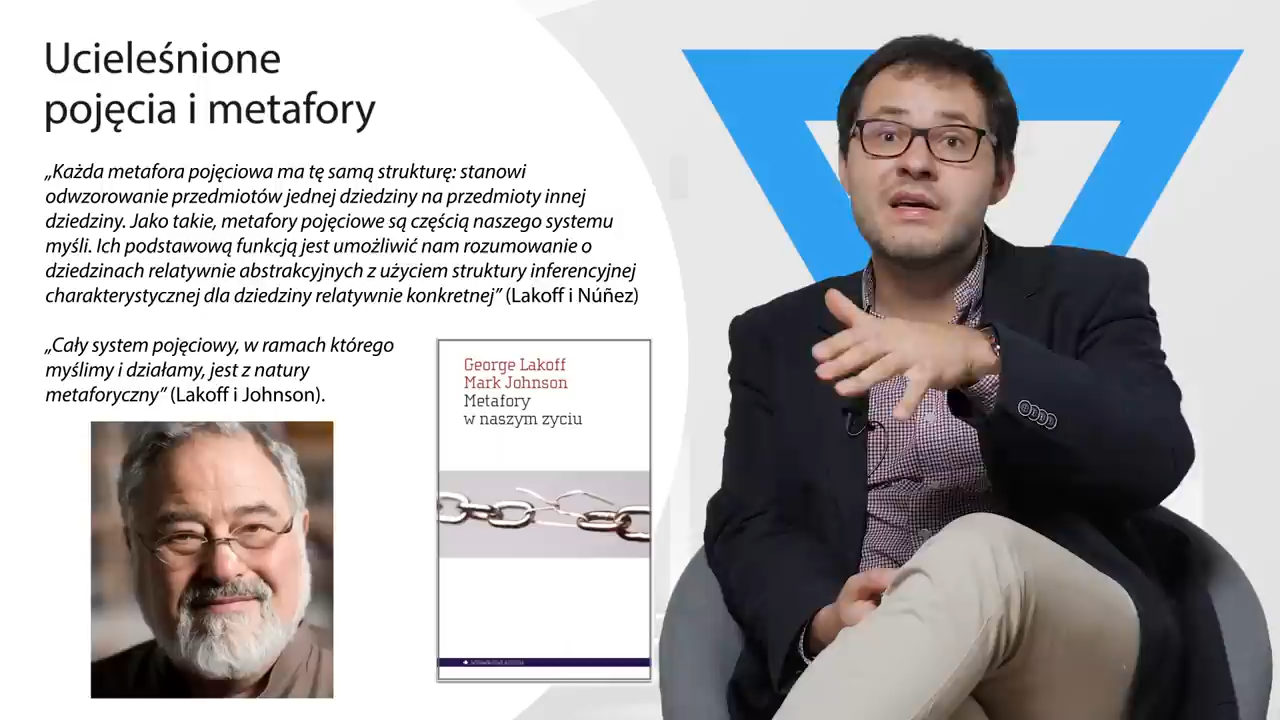 Ucieleśnione
pojęcia i metafory
„Każda metafora pojęciowa ma tę samą strukturę: stanowi
odwzorowanie przedmiotów jednej dziedziny na przedmioty innej
dziedziny. Jako takie, metafory pojęciowe są częścią naszego systemu
myśli. Ich podstawową funkcją jest umożliwić nam rozumowanie o
dziedzinach relatywnie abstrakcyjnych z użyciem struktury inferencyjnej
charakterystycznej dla dziedziny relatywnie konkretnej” (Lakoff i Núñez)
„Cały system pojęciowy, w ramach którego
myślimy i działamy, jest z natury
metaforyczny” (Lakoff i Johnson).
George Lakoff
Mark Johnson
Metafory
w naszym życiu